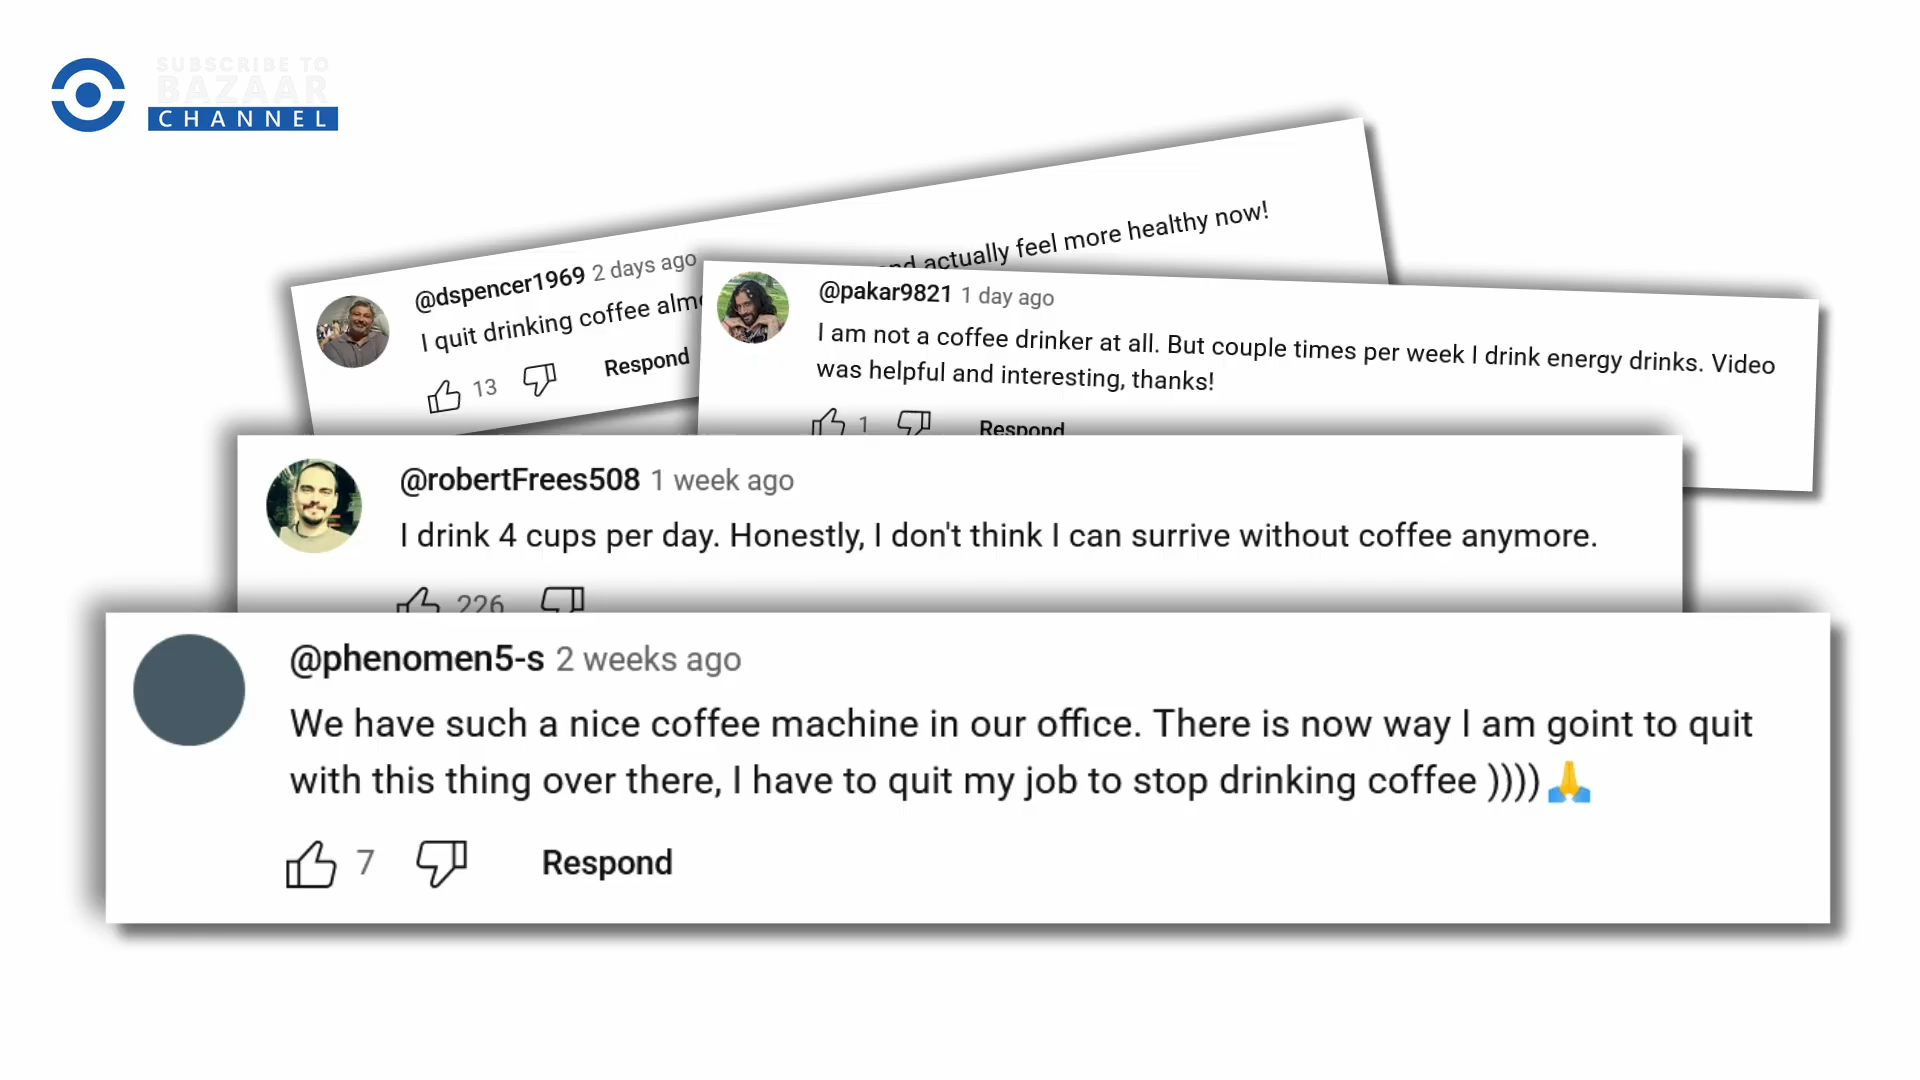 SUBSCRIBE TO
BAZAAR
CHANNEL
@dspencer1969 2 days ago
I quit drinking coffee actually feel more healthy now!
13 Respond
@pakar9821 1 day ago
I am not a coffee drinker at all. But couple times per week I drink energy drinks. Video
was helpful and interesting, thanks!
1 Respond
@robertFrees508 1 week ago
I drink 4 cups per day. Honestly, I don't think I can surrive without coffee anymore.
226
@phenomen5-s 2 weeks ago
We have such a nice coffee machine in our office. There is now way I am goint to quit
with this thing over there, I have to quit my job to stop drinking coffee ))))🙏
7 Respond